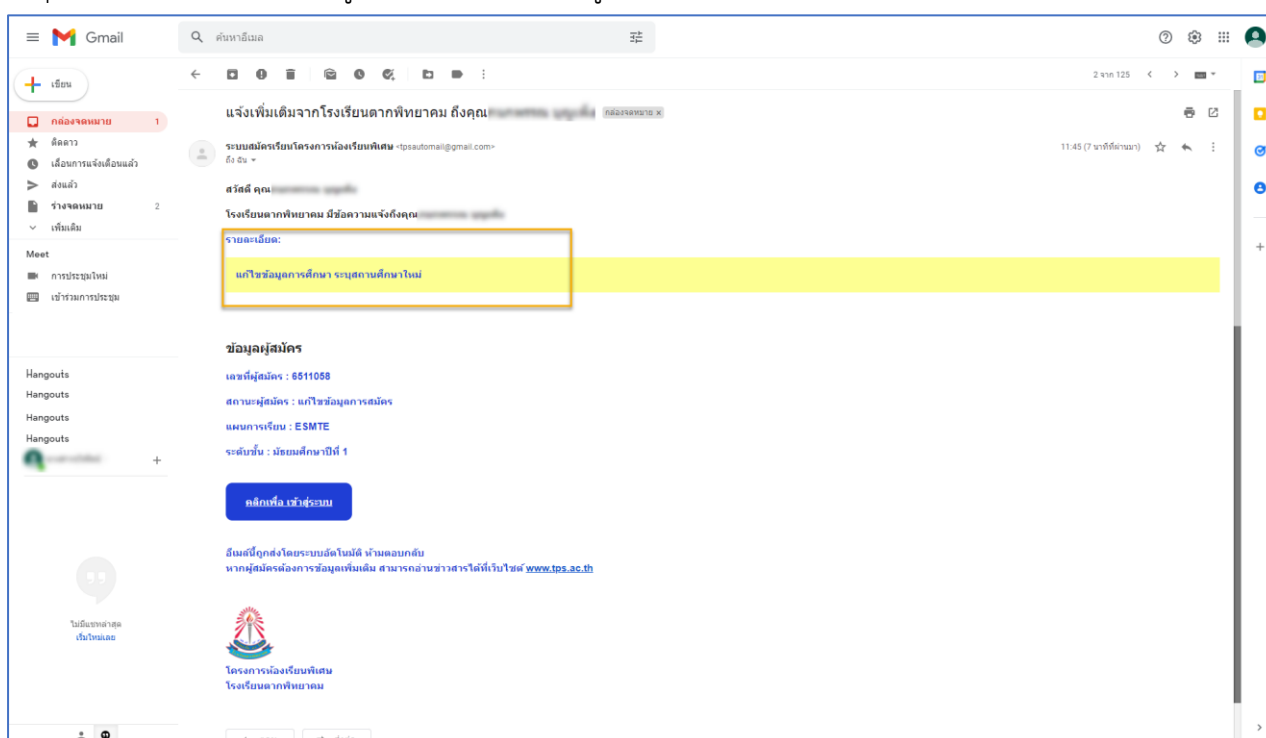 Gmail
ค้นหาอีเมล
เขียน
2 จาก 125
กล่องจดหมาย 1
ติดดาว
เลื่อนการแจ้งเตือนแล้ว
ส่งแล้ว
ร่างจดหมาย 2
เพิ่มเติม
Meet
การประชุมใหม่
เข้าร่วมการประชุม
Hangouts
Hangouts
Hangouts
Hangouts
ไม่มีแชทล่าสุด
เริ่มใหม่เลย
แจ้งเพิ่มเติมจากโรงเรียนตากพิทยาคม ถึงคุณ
กล่องจดหมาย x
ระบบสมัครเรียนโครงการห้องเรียนพิเศษ <tpsautomail@gmail.com>
11:45 (7 นาทีที่ผ่านมา)
ถึง ฉัน
สวัสดี คุณ
โรงเรียนตากพิทยาคม มีข้อความแจ้งถึงคุณ
รายละเอียด:
แก้ไขข้อมูลการศึกษา ระบุสถานศึกษาใหม่
ข้อมูลผู้สมัคร
เลขที่ผู้สมัคร : 6511058
สถานะผู้สมัคร : แก้ไขข้อมูลการสมัคร
แผนการเรียน : ESMTE
ระดับชั้น : มัธยมศึกษาปีที่ 1
คลิกเพื่อ เข้าสู่ระบบ
อีเมล์นี้ถูกส่งโดยระบบอัตโนมัติ ห้ามตอบกลับ
หากผู้สมัครต้องการข้อมูลเพิ่มเติม สามารถอ่านข่าวสารได้ที่เว็บไซต์ www.tps.ac.th
โครงการห้องเรียนพิเศษ
โรงเรียนตากพิทยาคม